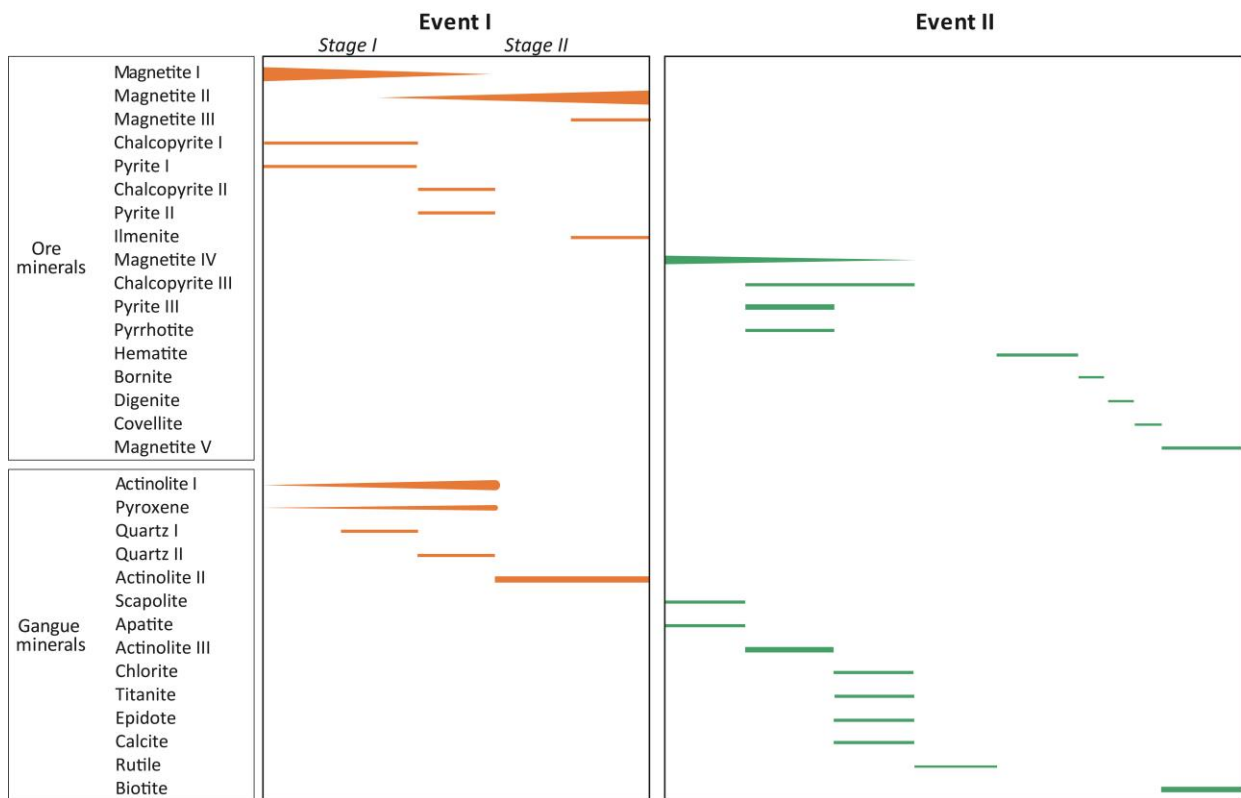 Event I
Event II
Stage I
Stage II
Ore
minerals
Magnetite I
Magnetite II
Magnetite III
Chalcopyrite I
Pyrite I
Chalcopyrite II
Pyrite II
Ilmenite
Magnetite IV
Chalcopyrite III
Pyrite III
Pyrrhotite
Hematite
Bornite
Digenite
Covellite
Magnetite V
Gangue
minerals
Actinolite I
Pyroxene
Quartz I
Quartz II
Actinolite II
Scapolite
Apatite
Actinolite III
Chlorite
Titanite
Epidote
Calcite
Rutile
Biotite